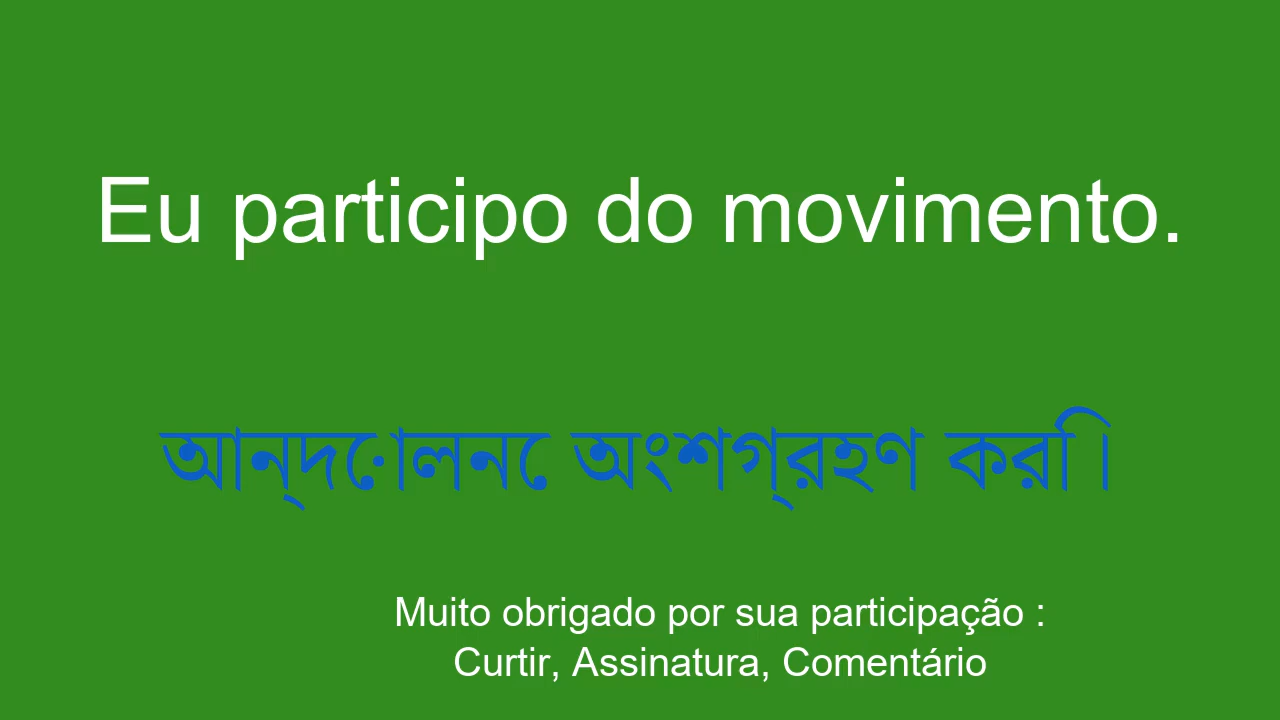 Eu participo do movimento.
আন্দোলনে অংশগ্রহণ করি।
Muito obrigado por sua participação :
Curtir, Assinatura, Comentário